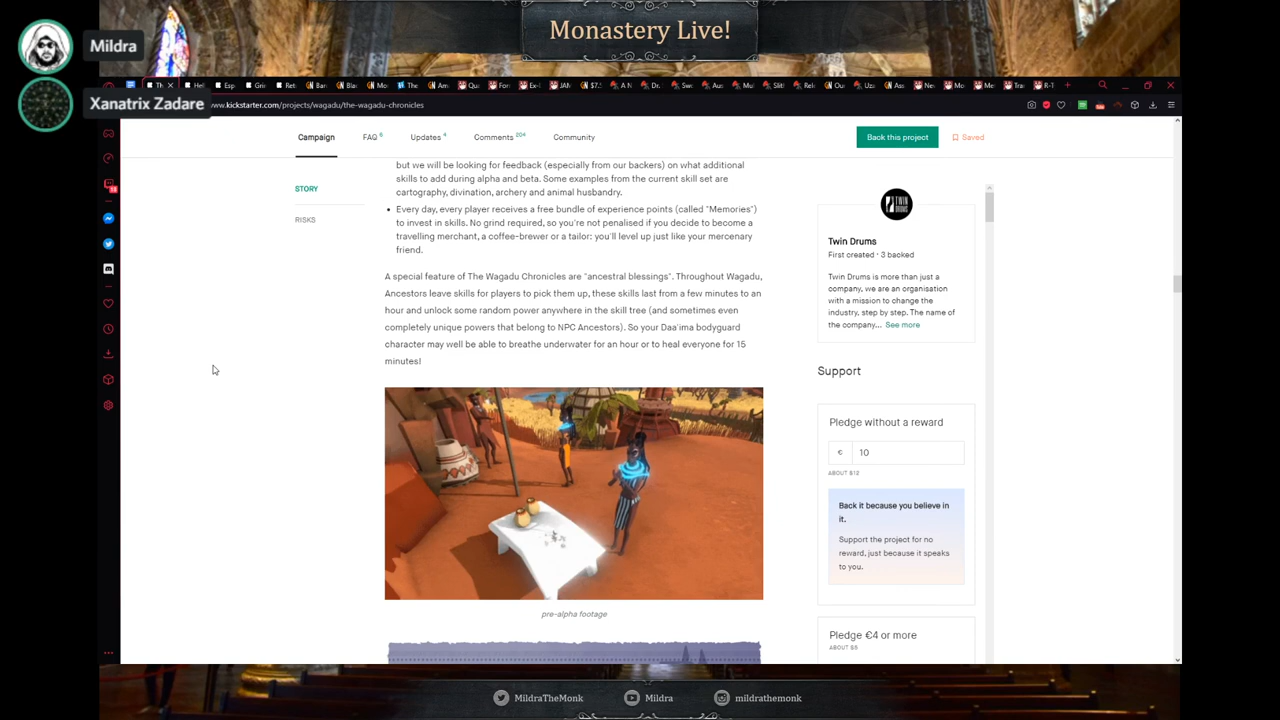 Monastery Live!
Mildra
Xanatrix Zadare
www.kickstarter.com/projects/wagadu/the-wagadu-chronicles
Campaign
FAQ 6
Updates 4
Comments 204
Community
Back this project
Saved
STORY
RISKS
but we will be looking for feedback (especially from our backers) on what additional
skills to add during alpha and beta. Some examples from the current skill set are
cartography, divination, archery and animal husbandry.
Every day, every player receives a free bundle of experience points (called "Memories")
to invest in skills. No grind required, so you're not penalised if you decide to become a
travelling merchant, a coffee-brewer or a tailor: you'll level up just like your mercenary
friend.
A special feature of The Wagadu Chronicles are "ancestral blessings". Throughout Wagadu,
Ancestors leave skills for players to pick them up, these skills last from a few minutes to an
hour and unlock some random power anywhere in the skill tree (and sometimes even
completely unique powers that belong to NPC Ancestors). So your Daa'ima bodyguard
character may well be able to breathe underwater for an hour or to heal everyone for 15
minutes!
pre-alpha footage
TWIN
DRUMS
Twin Drums
First created · 3 backed
Twin Drums is more than just a
company, we are an organisation
with a mission to change the
industry, step by step. The name of
the company... See more
Support
Pledge without a reward
€ 10
ABOUT $12
Back it because you believe in
it.
Support the project for no
reward, just because it speaks
to you.
Pledge €4 or more
ABOUT $5
MildraTheMonk
Mildra
mildrathemonk